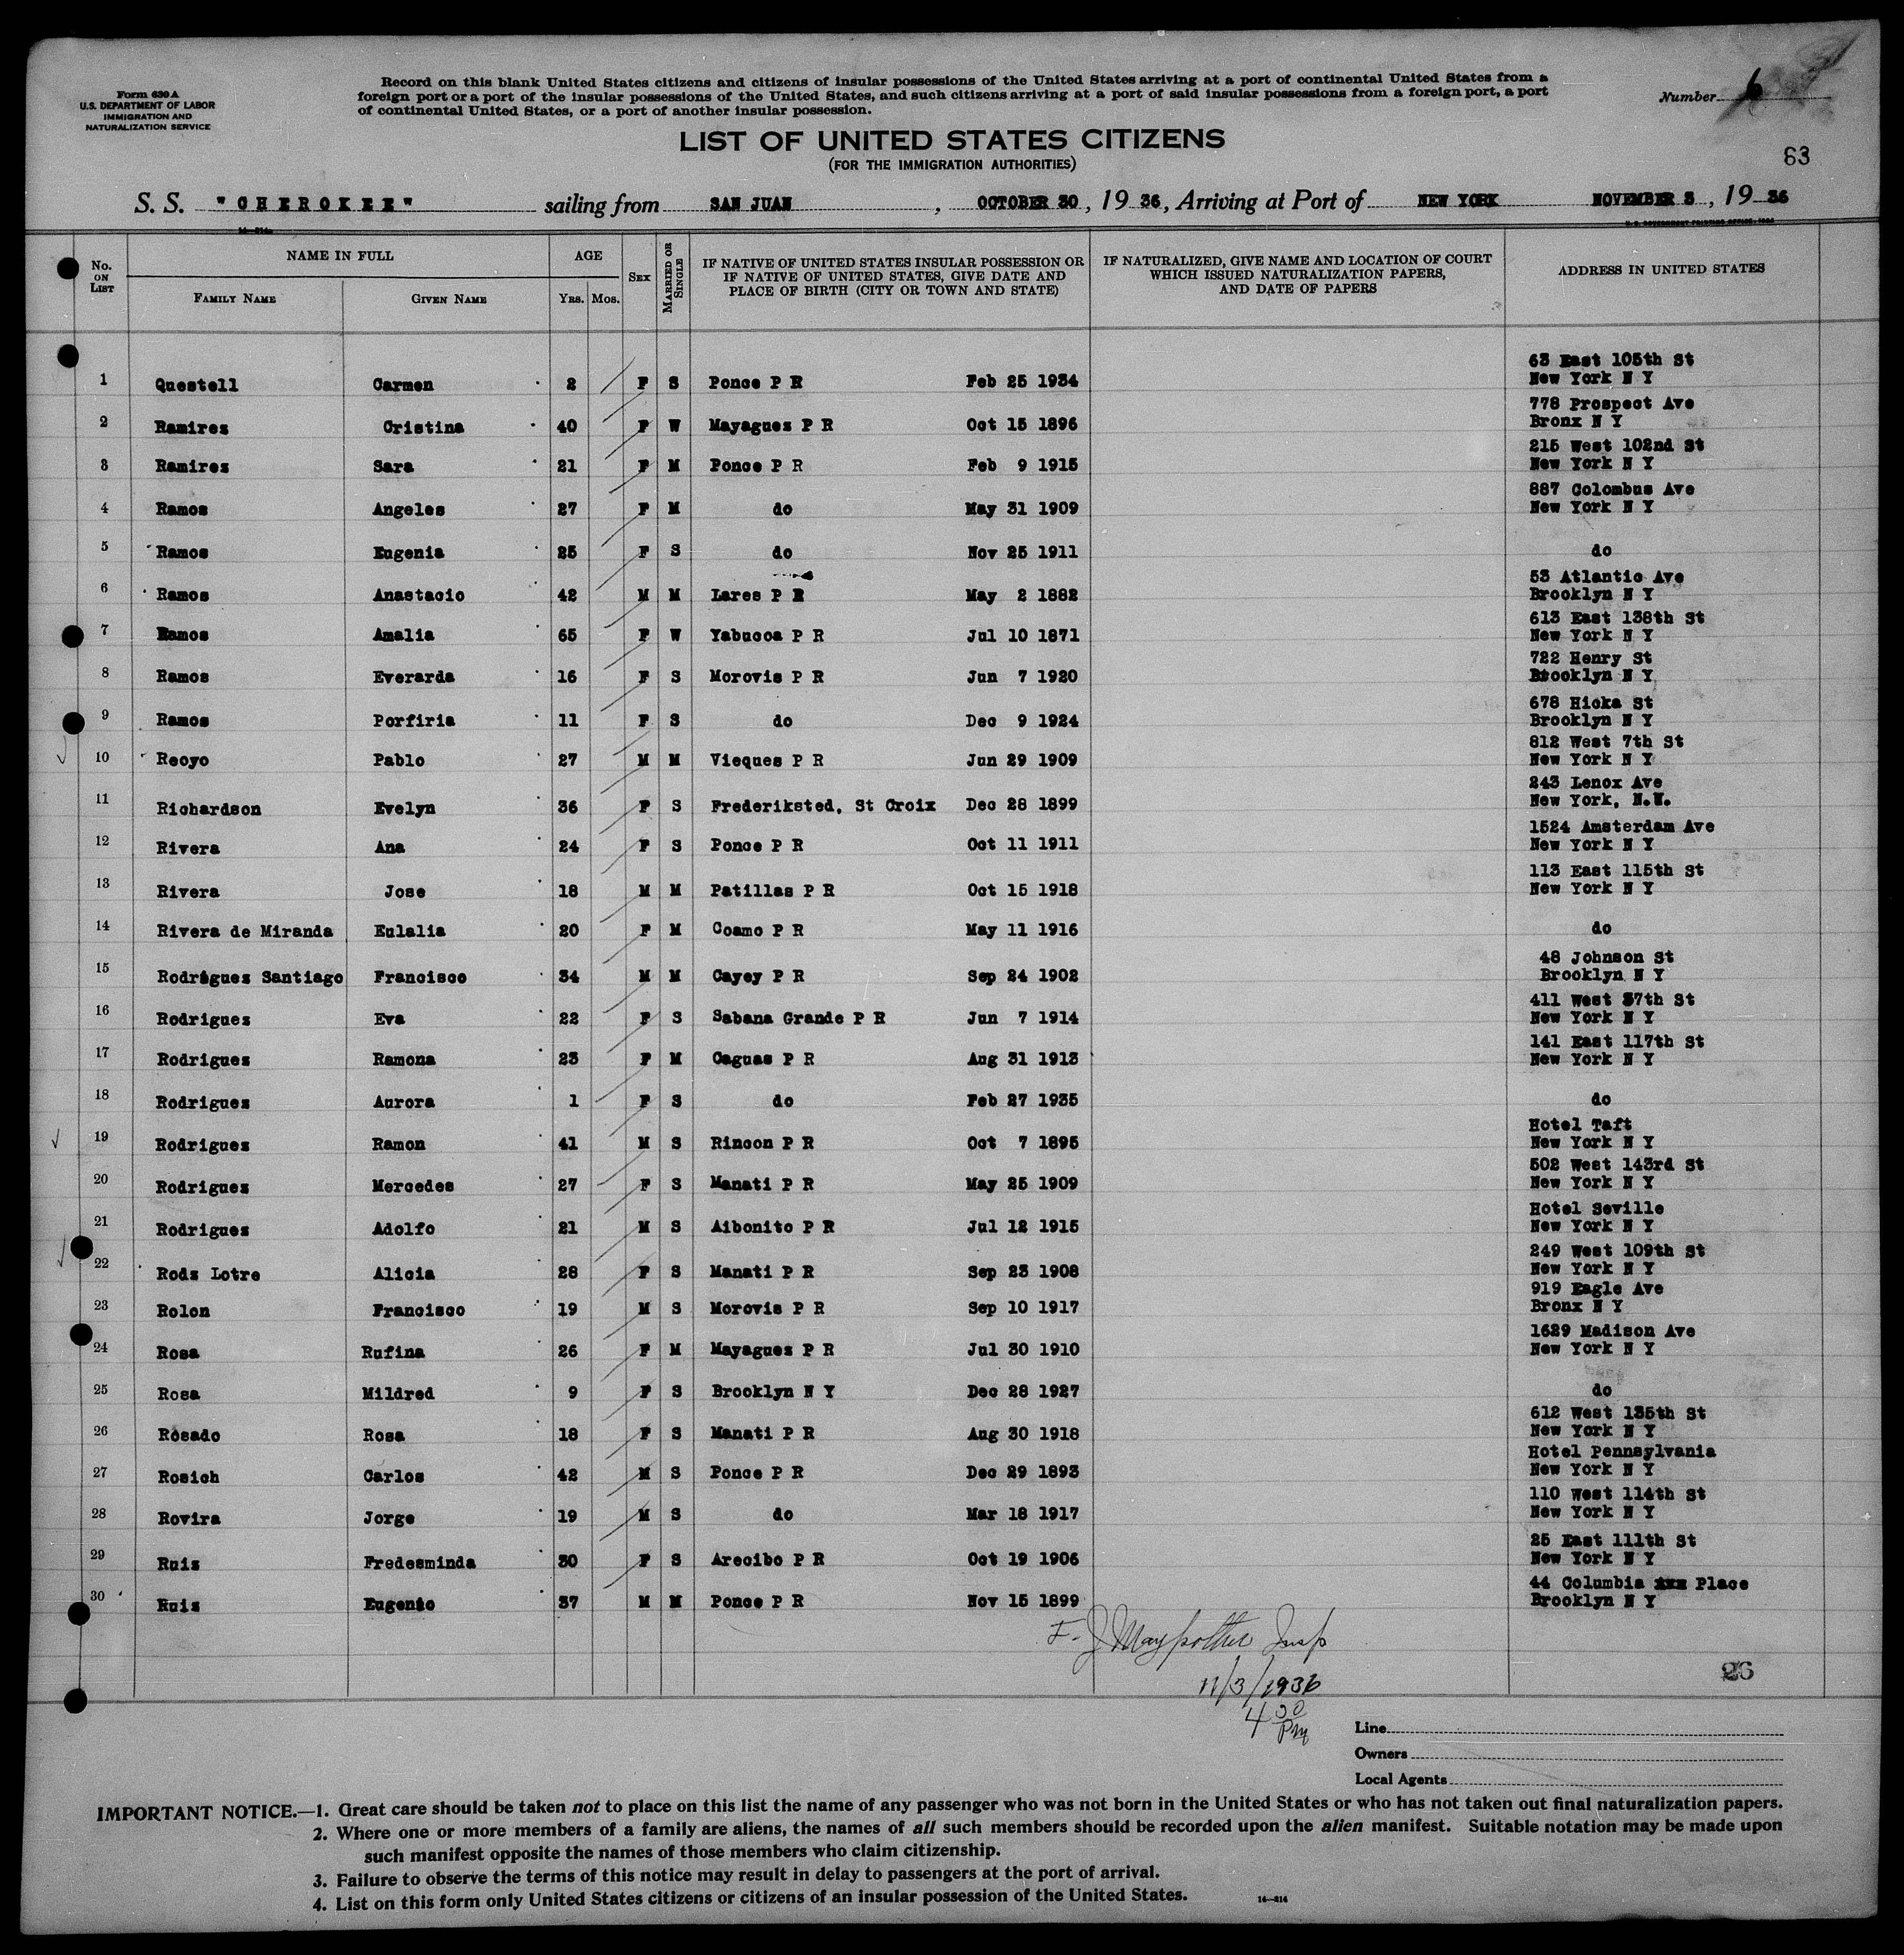 Form 630 A
U.S. DEPARTMENT OF LABOR
IMMIGRATION AND
NATURALIZATION SERVICE
Record on this blank United States citizens and citizens of insular possessions of the United States arriving at a port of continental United States from a
foreign port or a port of the insular possessions of the United States, and such citizens arriving at a port of said insular possessions from a foreign port, a port
of continental United States, or a port of another insular possession.
Number 6
LIST OF UNITED STATES CITIZENS
(FOR THE IMMIGRATION AUTHORITIES)
63
S. S. "CHEROKEE" sailing from SAN JUAN, OCTOBER 30, 19 36, Arriving at Port of NEW YORK NOVEMBER 3, 19 36
14-214
U.S. GOVERNMENT PRINTING OFFICE: 1934
No. ON LIST
NAME IN FULL
FAMILY NAME
GIVEN NAME
AGE
YRS. MOS.
SEX
MARRIED OR SINGLE
IF NATIVE OF UNITED STATES INSULAR POSSESSION OR
IF NATIVE OF UNITED STATES, GIVE DATE AND
PLACE OF BIRTH (CITY OR TOWN AND STATE)
IF NATURALIZED, GIVE NAME AND LOCATION OF COURT
WHICH ISSUED NATURALIZATION PAPERS,
AND DATE OF PAPERS
ADDRESS IN UNITED STATES
63 East 105th St
1 Questell Carmen 2 F S Ponce P R Feb 25 1934 New York N Y
778 Prospect Ave
2 Ramires Cristina 40 F W Mayagues P R Oct 15 1896 Bronx N Y
215 West 102nd St
3 Ramires Sara 21 F M Ponce P R Feb 9 1915 New York N Y
887 Colombus Ave
4 Ramos Angeles 27 F M do May 31 1909 New York N Y
5 Ramos Eugenia 25 F S do Nov 25 1911 do
53 Atlantic Ave
6 Ramos Anastacio 42 M M Lares P R May 2 1882 Brooklyn N Y
613 East 138th St
7 Ramos Amalia 65 F W Yabucoa P R Jul 10 1871 New York N Y
722 Henry St
8 Ramos Everarda 16 F S Morovis P R Jun 7 1920 Brooklyn N Y
678 Hicks St
9 Ramos Porfiria 11 F S do Dec 9 1924 Brooklyn N Y
812 West 7th St
10 Recyo Pablo 27 M M Vieques P R Jun 29 1909 New York N Y
243 Lenox Ave
11 Richardson Evelyn 36 F S Frederiksted, St Croix Dec 28 1899 New York, N.Y.
1524 Amsterdam Ave
12 Rivera Ana 24 F S Ponce P R Oct 11 1911 New York N Y
113 East 115th St
13 Rivera Jose 18 M M Patillas P R Oct 15 1918 New York N Y
14 Rivera de Miranda Eulalia 20 F M Coamo P R May 11 1916 do
48 Johnson St
15 Rodrigues Santiago Francisco 34 M M Cayey P R Sep 24 1902 Brooklyn N Y
411 West 37th St
16 Rodrigues Eva 22 F S Sabana Grande P R Jun 7 1914 New York N Y
141 East 117th St
17 Rodrigues Ramona 23 F M Caguas P R Aug 31 1913 New York N Y
18 Rodrigues Aurora 1 F S do Feb 27 1935 do
Hotel Taft
19 Rodrigues Ramon 41 M S Rincon P R Oct 7 1895 New York N Y
502 West 143rd St
20 Rodrigues Mercedes 27 F S Manati P R May 25 1909 New York N Y
Hotel Seville
21 Rodrigues Adolfo 21 M S Aibonito P R Jul 12 1915 New York N Y
249 West 109th St
22 Rods Lotre Alicia 28 F S Manati P R Sep 23 1908 New York N Y
919 Eagle Ave
23 Rolon Francisco 19 M S Morovis P R Sep 10 1917 Bronx N Y
1629 Madison Ave
24 Rosa Rufina 26 F M Mayagues P R Jul 30 1910 New York N Y
25 Rosa Mildred 9 F S Brooklyn N Y Dec 28 1927 do
612 West 135th St
26 Rosado Rosa 18 F S Manati P R Aug 30 1918 New York N Y
Hotel Pennsylvania
27 Rosich Carlos 42 M S Ponce P R Dec 29 1893 New York N Y
110 West 114th St
28 Rovira Jorge 19 M S do Mar 18 1917 New York N Y
25 East 111th St
29 Ruis Fredesminda 30 F S Arecibo P R Oct 19 1906 New York N Y
44 Columbia Place
30 Ruis Eugenio 37 M M Ponce P R Nov 15 1899 Brooklyn N Y
F. J. Maypother Insp
26
11/3/1936
4 30 PM
Line
Owners
Local Agents
IMPORTANT NOTICE.—1. Great care should be taken not to place on this list the name of any passenger who was not born in the United States or who has not taken out final naturalization papers.
2. Where one or more members of a family are aliens, the names of all such members should be recorded upon the alien manifest. Suitable notation may be made upon
such manifest opposite the names of those members who claim citizenship.
3. Failure to observe the terms of this notice may result in delay to passengers at the port of arrival.
4. List on this form only United States citizens or citizens of an insular possession of the United States.
14—214